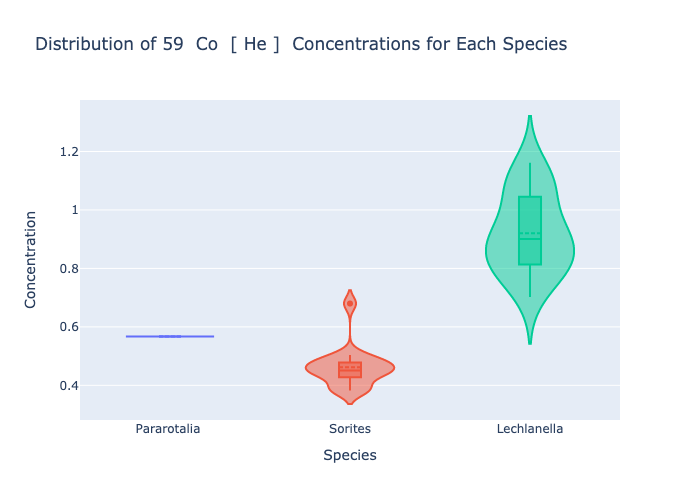 Distribution of 59  Co  [ He ]  Concentrations for Each Species
Concentration
1.2
1
0.8
0.6
0.4
Pararotalia
Sorites
Lechlanella
Species